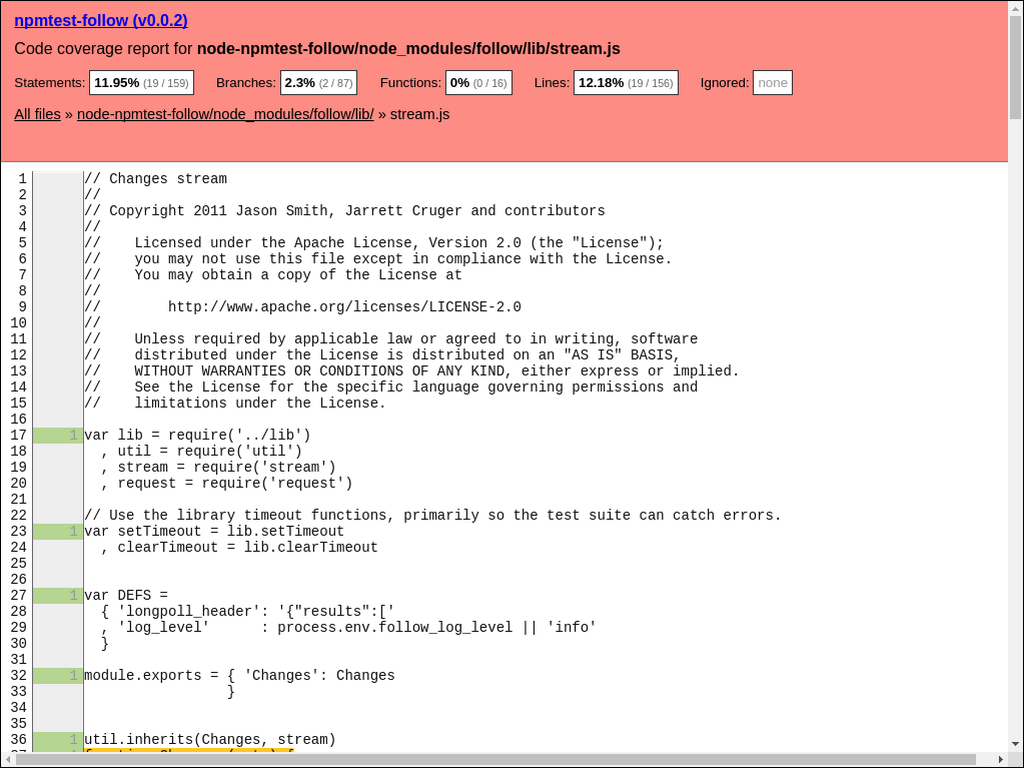 npmtest-follow (v0.0.2)
Code coverage report for node-npmtest-follow/node_modules/follow/lib/stream.js
Statements: 11.95% (19 / 159) Branches: 2.3% (2 / 87) Functions: 0% (0 / 16) Lines: 12.18% (19 / 156) Ignored: none
All files » node-npmtest-follow/node_modules/follow/lib/ » stream.js
1 // Changes stream
2 //
3 // Copyright 2011 Jason Smith, Jarrett Cruger and contributors
4 //
5 //    Licensed under the Apache License, Version 2.0 (the "License");
6 //    you may not use this file except in compliance with the License.
7 //    You may obtain a copy of the License at
8 //
9 //        http://www.apache.org/licenses/LICENSE-2.0
10 //
11 //    Unless required by applicable law or agreed to in writing, software
12 //    distributed under the License is distributed on an "AS IS" BASIS,
13 //    WITHOUT WARRANTIES OR CONDITIONS OF ANY KIND, either express or implied.
14 //    See the License for the specific language governing permissions and
15 //    limitations under the License.
16
17 1 var lib = require('../lib')
18   , util = require('util')
19   , stream = require('stream')
20   , request = require('request')
21
22 // Use the library timeout functions, primarily so the test suite can catch errors.
23 1 var setTimeout = lib.setTimeout
24   , clearTimeout = lib.clearTimeout
25
26
27 1 var DEFS =
28   { 'longpoll_header': '{"results":['
29   , 'log_level'      : process.env.follow_log_level || 'info'
30   }
31
32 1 module.exports = { 'Changes': Changes
33                  }
34
35
36 1 util.inherits(Changes, stream)